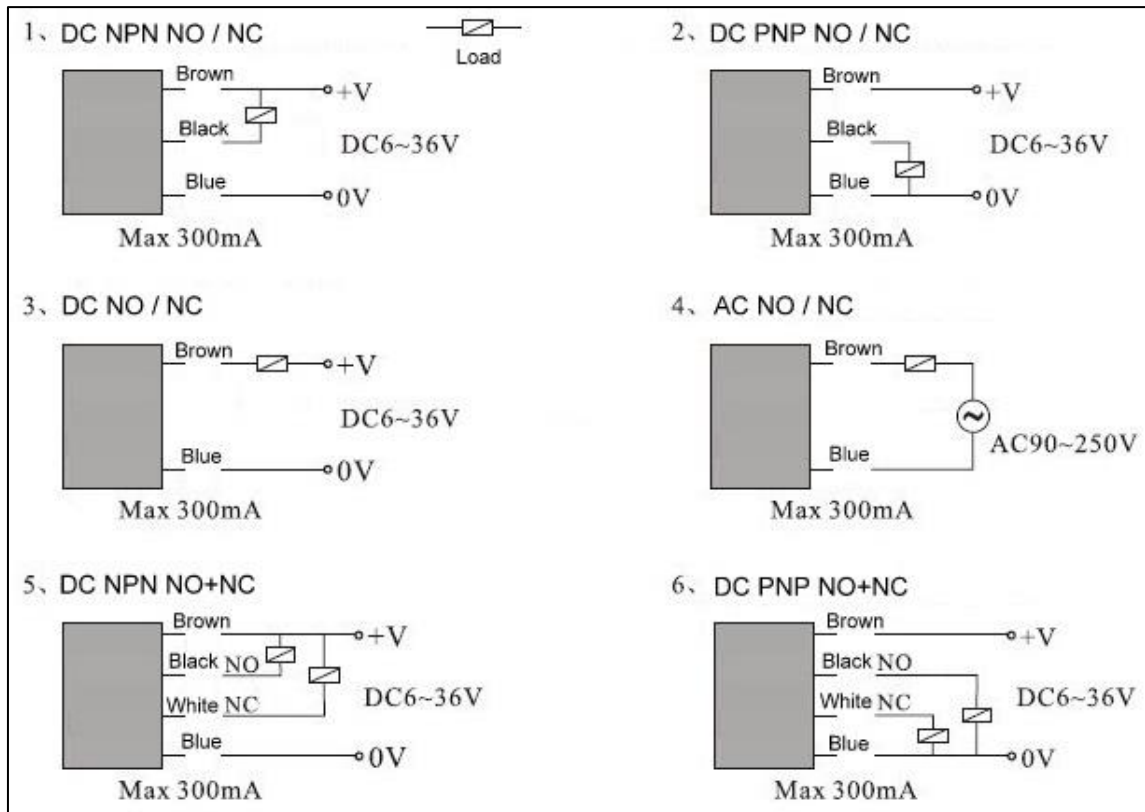 1、DC NPN NO / NC
Load
Brown
+V
Black
DC6~36V
Blue
0V
Max 300mA
2、DC PNP NO / NC
Brown
+V
Black
DC6~36V
Blue
0V
Max 300mA
3、DC NO / NC
Brown
+V
DC6~36V
Blue
0V
Max 300mA
4、AC NO / NC
Brown
AC90~250V
Blue
Max 300mA
5、DC NPN NO+NC
Brown
+V
Black NO
White NC
DC6~36V
Blue
0V
Max 300mA
6、DC PNP NO+NC
Brown
+V
Black NO
White NC
DC6~36V
Blue
0V
Max 300mA